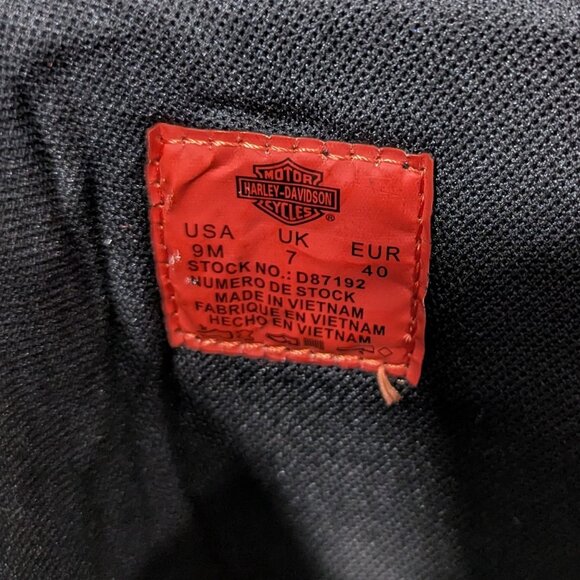 MOTOR
HARLEY-DAVIDSON
CYCLES
USA UK EUR
9M 7 40
STOCK NO.: D87192
NUMERO DE STOCK
MADE IN VIETNAM
FABRIQUE EN VIETNAM
HECHO EN VIETNAM